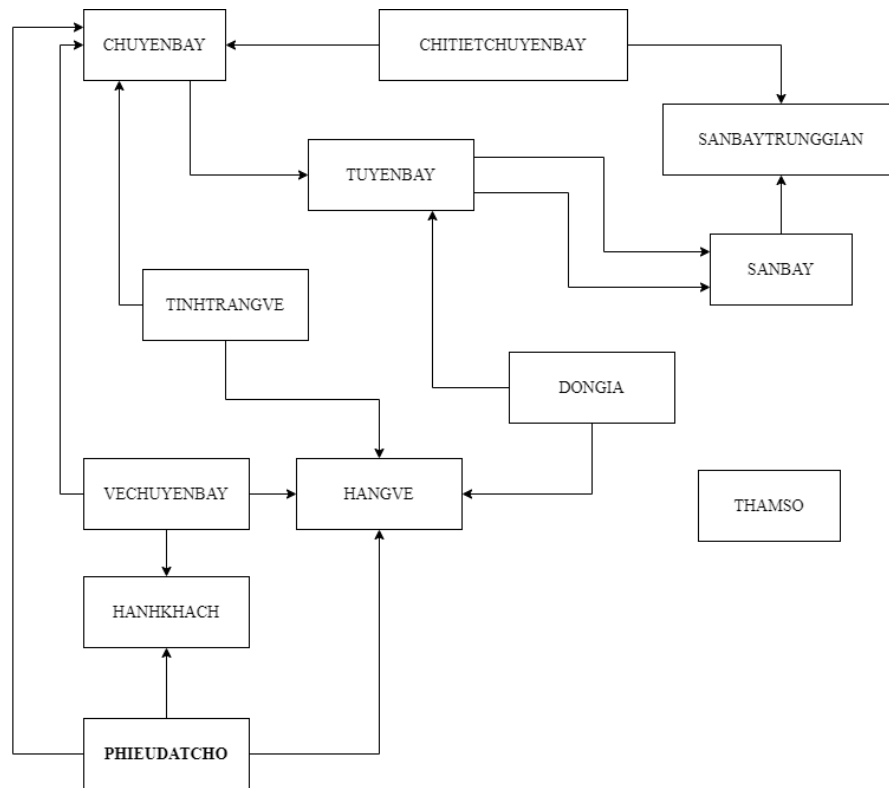 CHUYENBAY
CHITIETCHUYENBAY
SANBAYTRUNGGIAN
TUYENBAY
SANBAY
TINHTRANGVE
DONGIA
VECHUYENBAY
HANGVE
THAMSO
HANHKHACH
PHIEUDATCHO